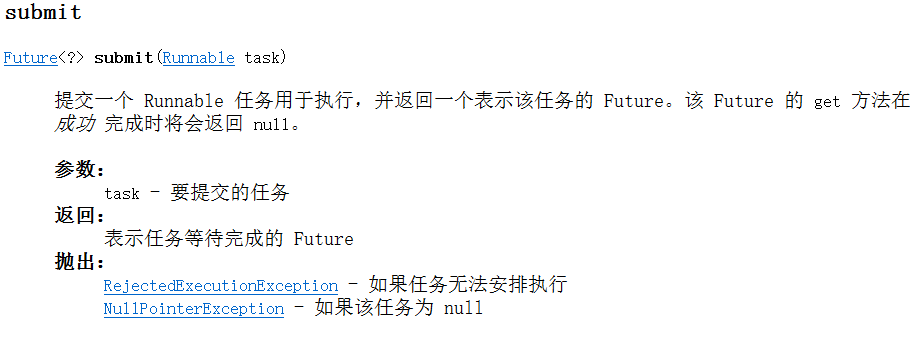 submit
Future<?> submit(Runnable task)
提交一个 Runnable 任务用于执行，并返回一个表示该任务的 Future。该 Future 的 get 方法在
成功 完成时将会返回 null。
参数：
task - 要提交的任务
返回：
表示任务等待完成的 Future
抛出：
RejectedExecutionException - 如果任务无法安排执行
NullPointerException - 如果该任务为 null